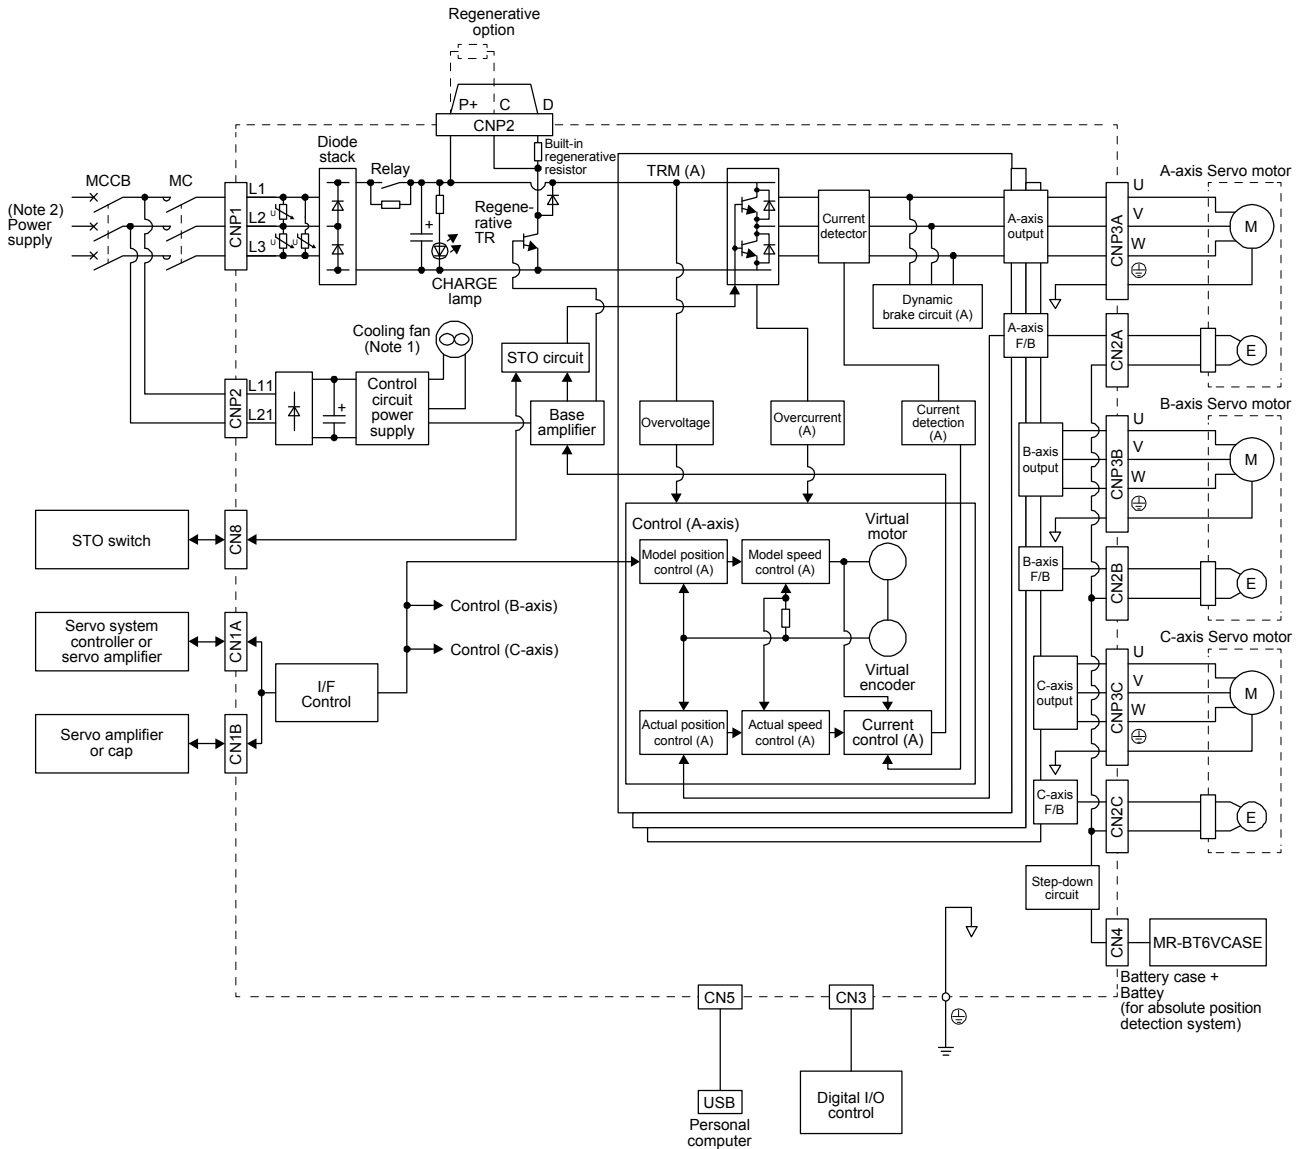 Regenerative
option
P+ C D
CNP2
Built-in
regenerative
resistor
Diode
stack
Relay
MCCB MC
(Note 2)
Power
supply
CNP1
L1
L2
L3
U
U U
+
CHARGE
lamp
Regene-
rative
TR
TRM (A)
Current
detector
Dynamic
brake circuit (A)
A-axis
output
CNP3A
U
V
W
A-axis Servo motor
M
A-axis
F/B
CN2A
E
Cooling fan
(Note 1)
CNP2
L11
L21
+
Control
circuit
power
supply
STO circuit
Base
amplifier
Overvoltage
Overcurrent
(A)
Current
detection
(A)
B-axis Servo motor
B-axis
output
CNP3B
U
V
W
M
B-axis
F/B
CN2B
E
STO switch
CN8
Control (A-axis)
Virtual
motor
Model position
control (A)
Model speed
control (A)
Control (B-axis)
Control (C-axis)
Servo system
controller or
servo amplifier
CN1A
I/F
Control
Servo amplifier
or cap
CN1B
Virtual
encoder
Actual position
control (A)
Actual speed
control (A)
Current
control (A)
C-axis Servo motor
C-axis
output
CNP3C
U
V
W
M
C-axis
F/B
CN2C
E
Step-down
circuit
CN4
MR-BT6VCASE
Battery case +
Battey
(for absolute position
detection system)
CN5
CN3
USB
Personal
computer
Digital I/O
control